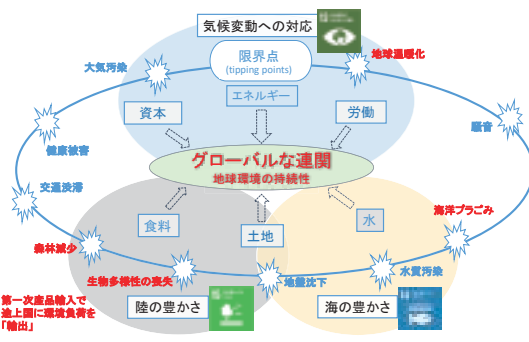 気候変動への対応
限界点
(tipping points)
地球温暖化
大気汚染
エネルギー
資本
労働
騒音
健康被害
グローバルな連関
地球環境の持続性
交通渋滞
海洋プラごみ
食料
水
土地
森林減少
生物多様性の喪失
地盤沈下
水質汚染
第一次産品輸入で
途上国に環境負荷を
「輸出」
陸の豊かさ
海の豊かさ